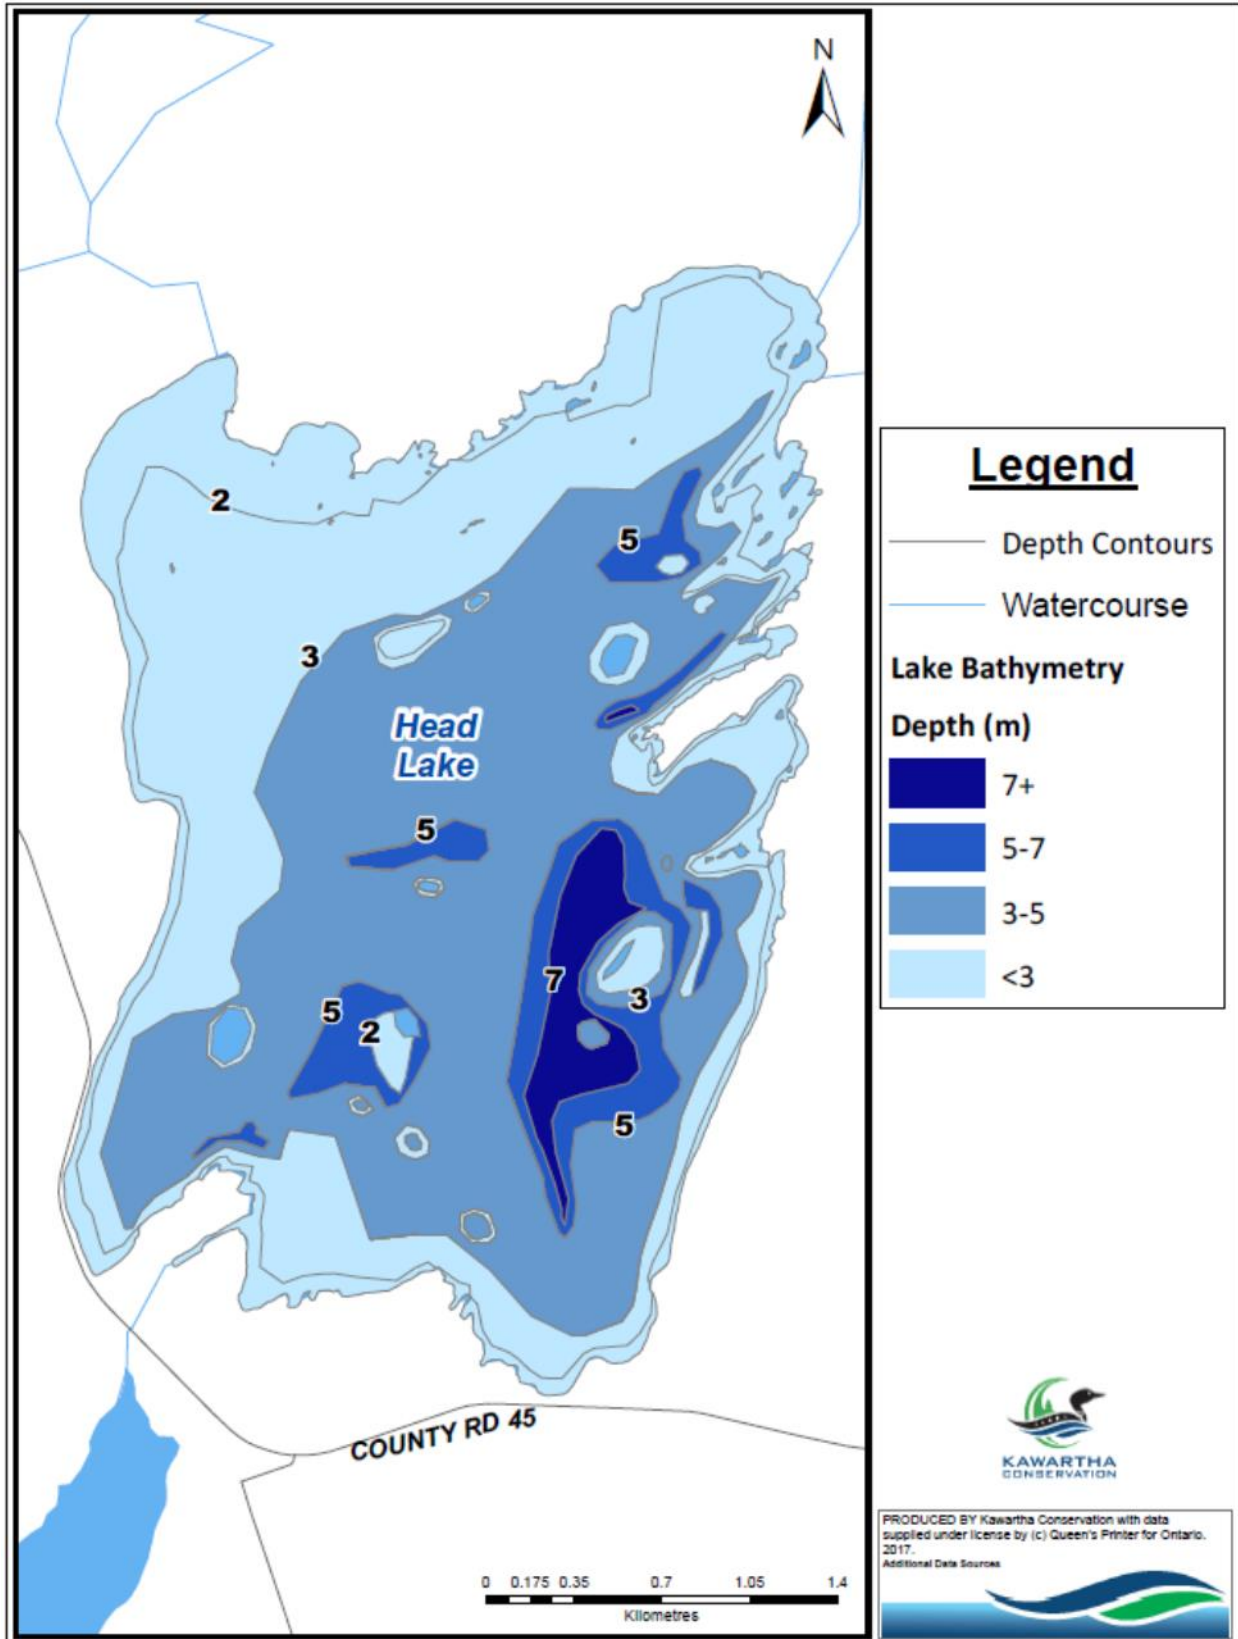 N
2
5
3
Head
Lake
5
7
3
5
2
5
COUNTY RD 45
0 0.175 0.35 0.7 1.05 1.4
Kilometres
Legend
Depth Contours
Watercourse
Lake Bathymetry
Depth (m)
7+
5-7
3-5
<3
KAWARTHA
CONSERVATION
PRODUCED BY Kawartha Conservation with data
supplied under license by (c) Queen's Printer for Ontario.
2017.
Additional Data Sources